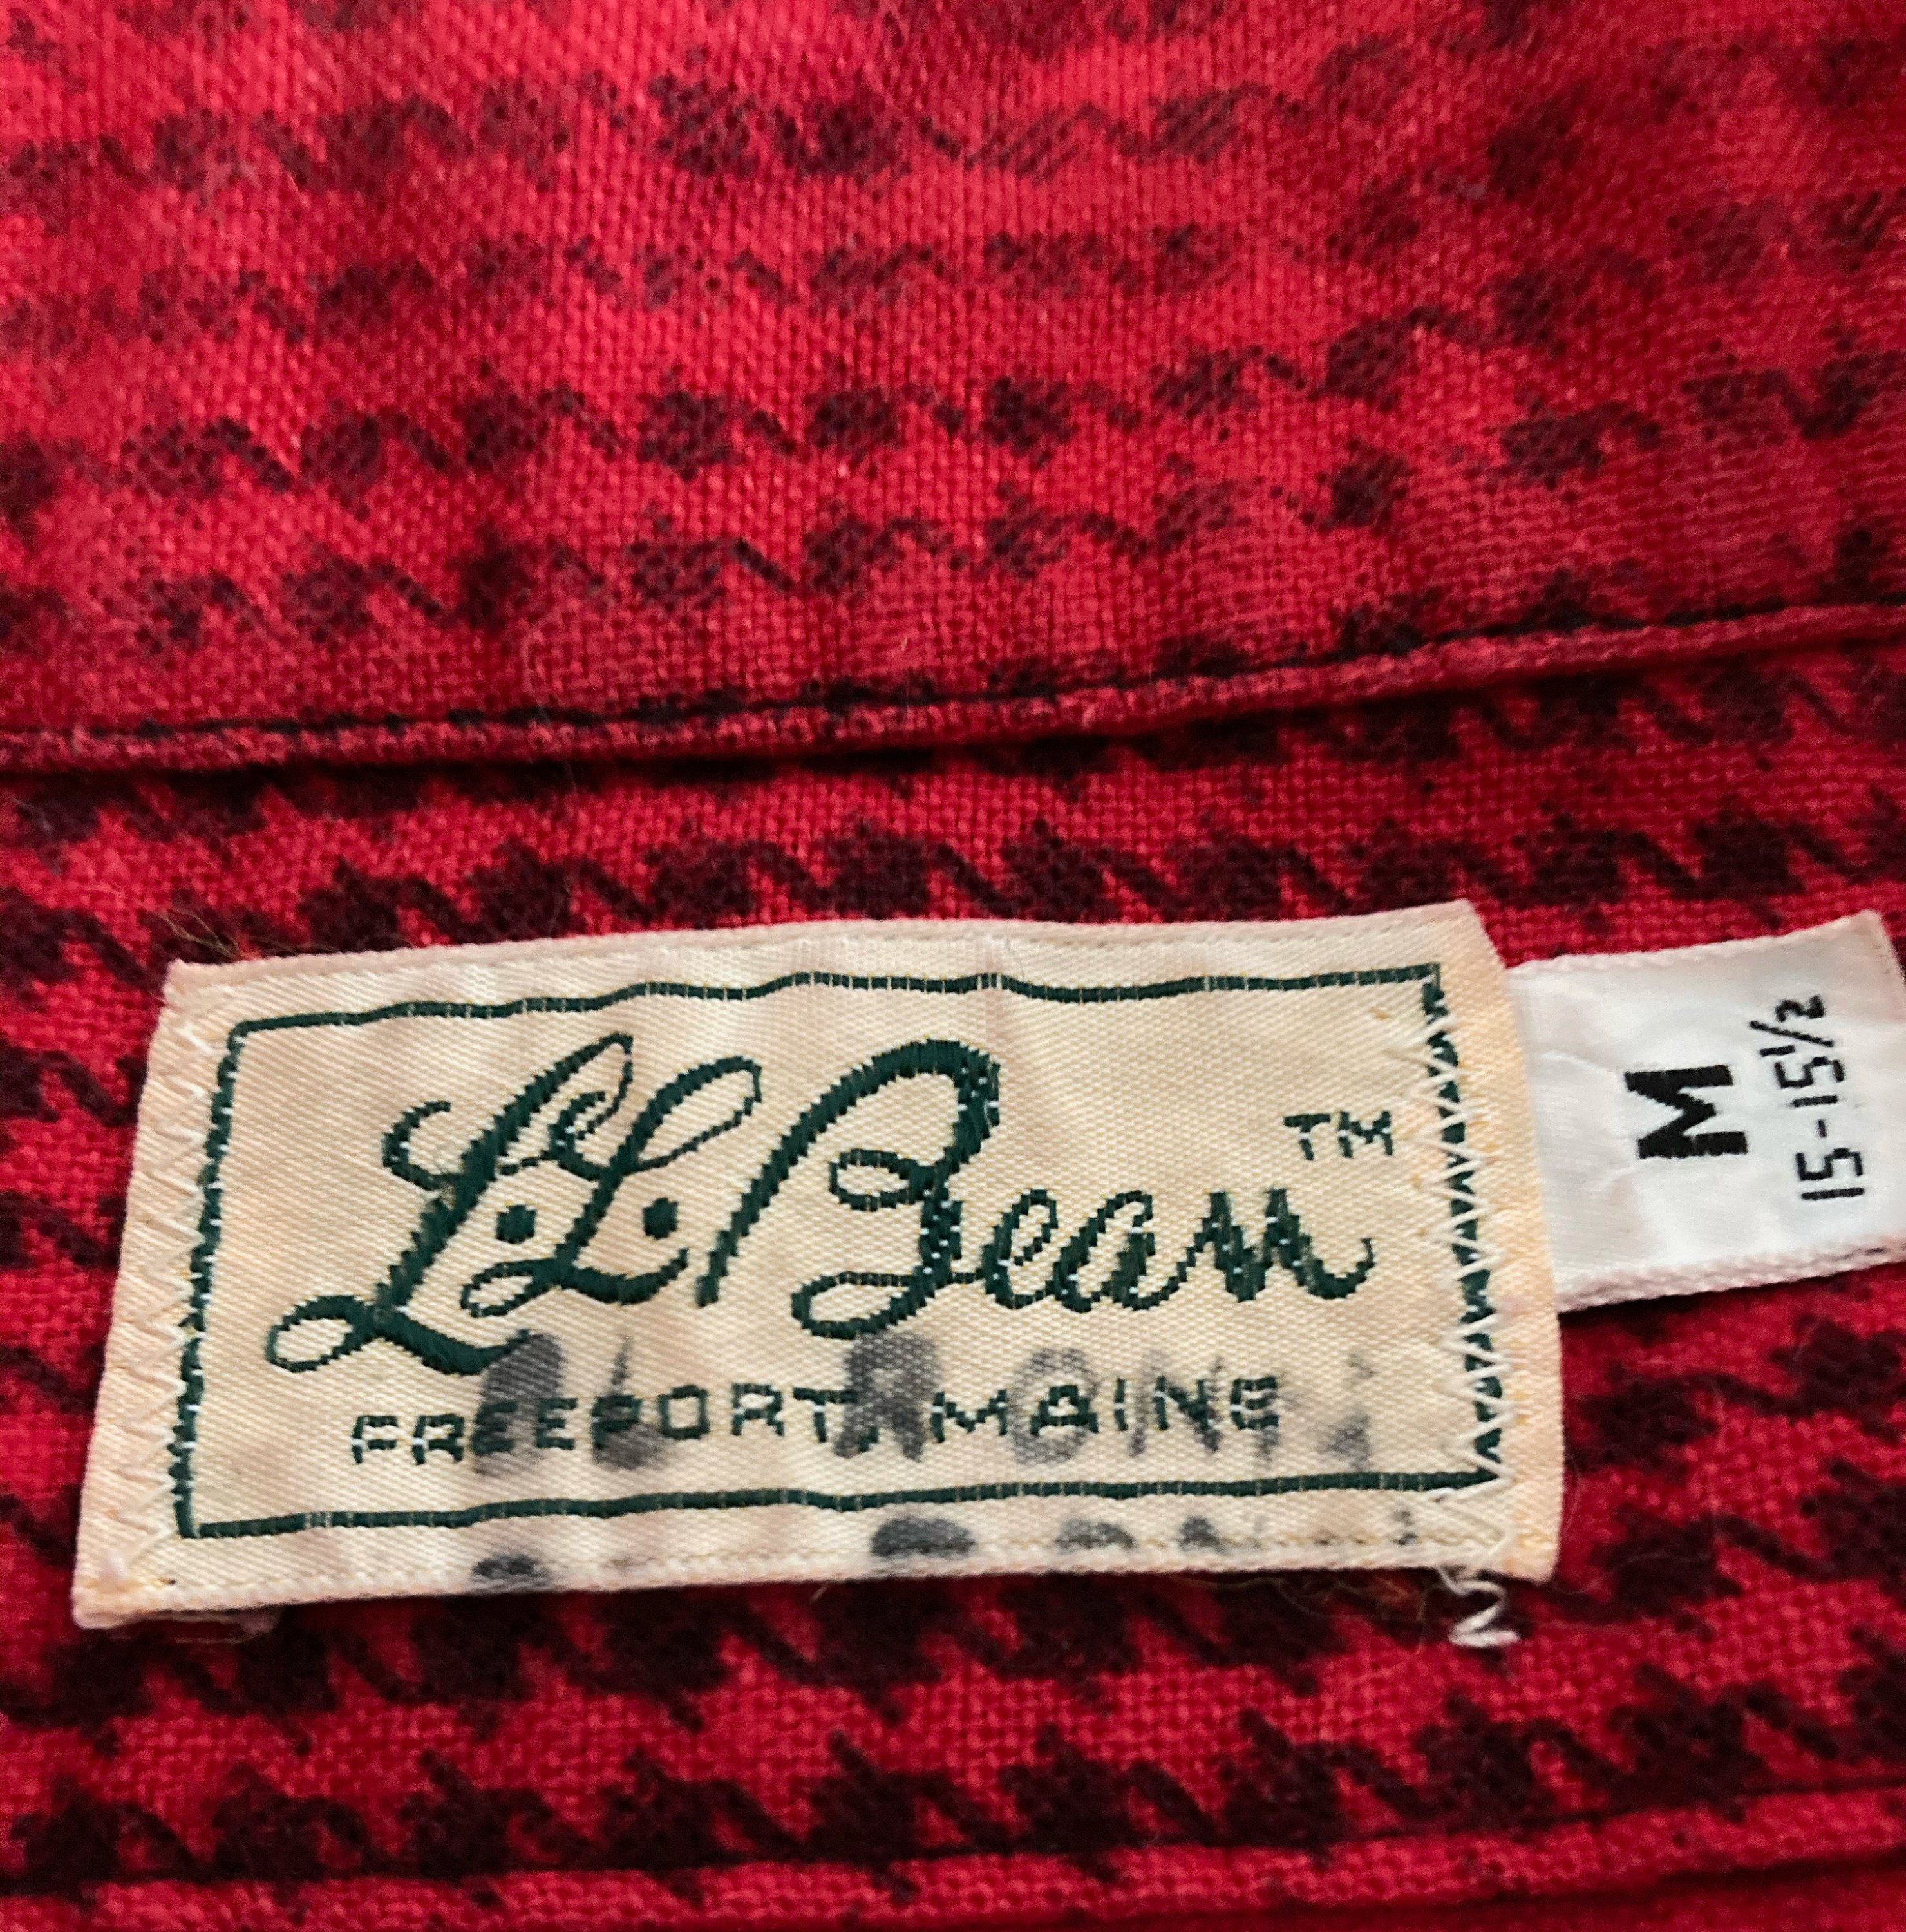 L.L.Bean ™
FREEPORT, MAINE
M
15-15½